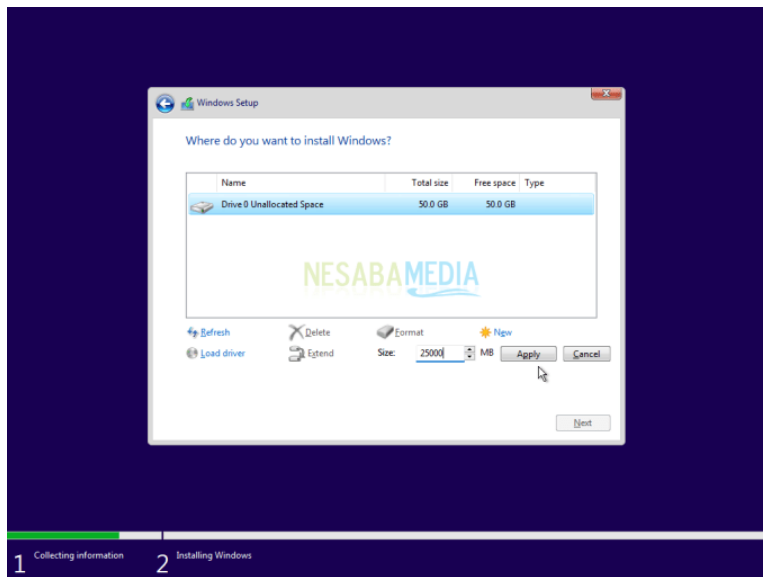 Windows Setup
Where do you want to install Windows?
Name Total size Free space Type
Drive 0 Unallocated Space 50.0 GB 50.0 GB
NESABAMEDIA
Refresh Delete Format New
Load driver Extend Size: 25000 MB Apply Cancel
Next
1 Collecting information 2 Installing Windows